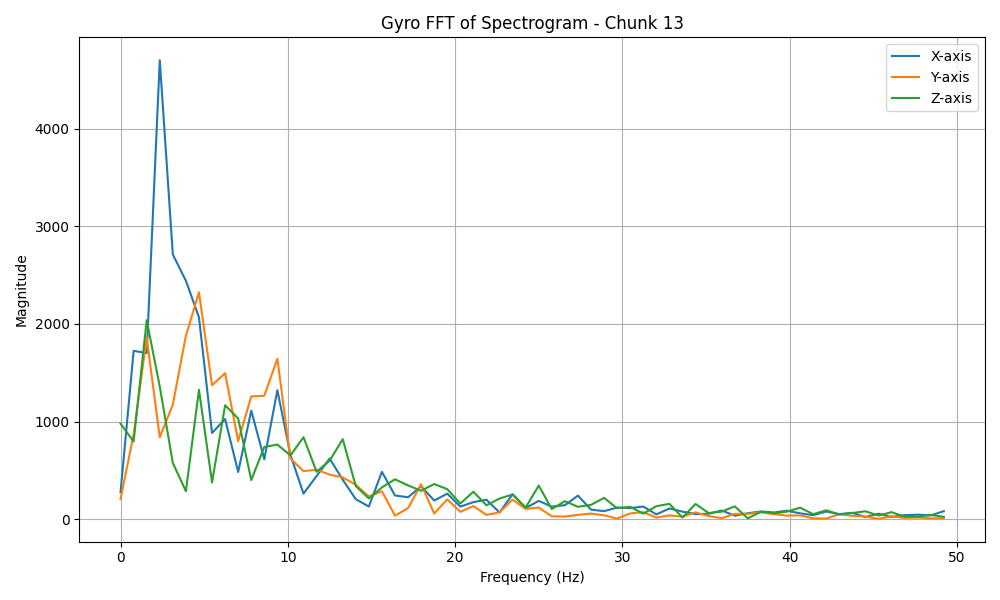 Gyro FFT of Spectrogram - Chunk 13
X-axis
Y-axis
Z-axis
Magnitude
4000
3000
2000
1000
0
0 10 20 30 40 50
Frequency (Hz)